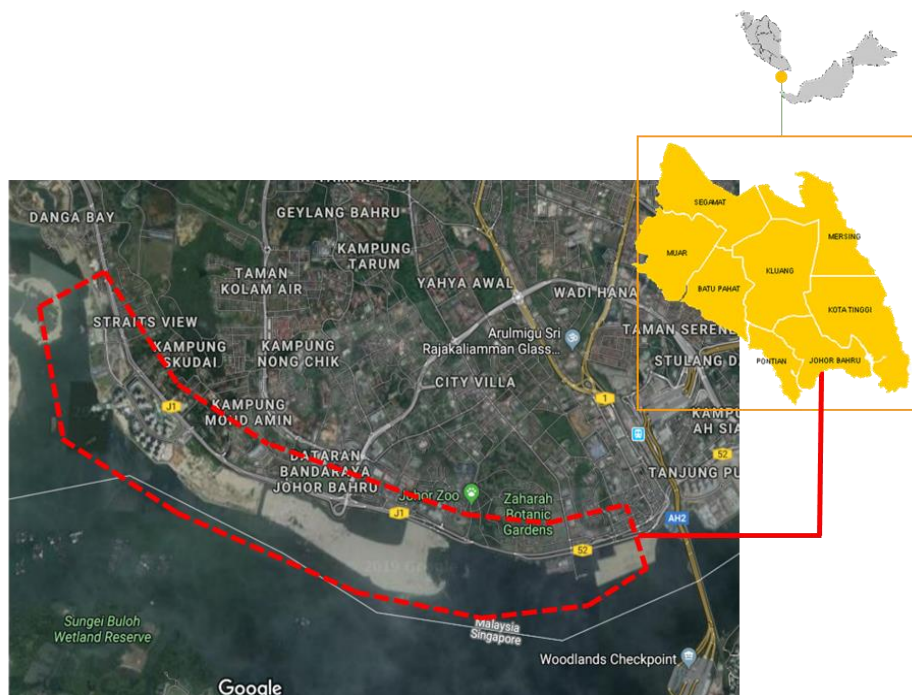 SEGAMAT
MERSING
MUAR
KLUANG
BATU PAHAT
KOTA TINGGI
PONTIAN
JOHOR BAHRU
DANGA BAY
GEYLANG BAHRU
KAMPUNG
TARUM
TAMAN
KOLAM AIR
YAHYA AWAL
WADI HANA
STRAITS VIEW
KAMPUNG
SKUDAI
KAMPUNG
NONG CHIK
Arulmigu Sri
Rajakaliamman Glass...
TAMAN SEREN
STULANG DA
CITY VILLA
J1
KAMPUNG
MOHD AMIN
1
KAMPU
AH SIA
52
DATARAN
BANDARAYA
JOHOR BAHRU
TANJUNG PU
Johor Zoo
Zaharah
Botanic
Gardens
J1
AH2
52
Malaysia
Singapore
Sungei Buloh
Wetland Reserve
Woodlands Checkpoint
Google